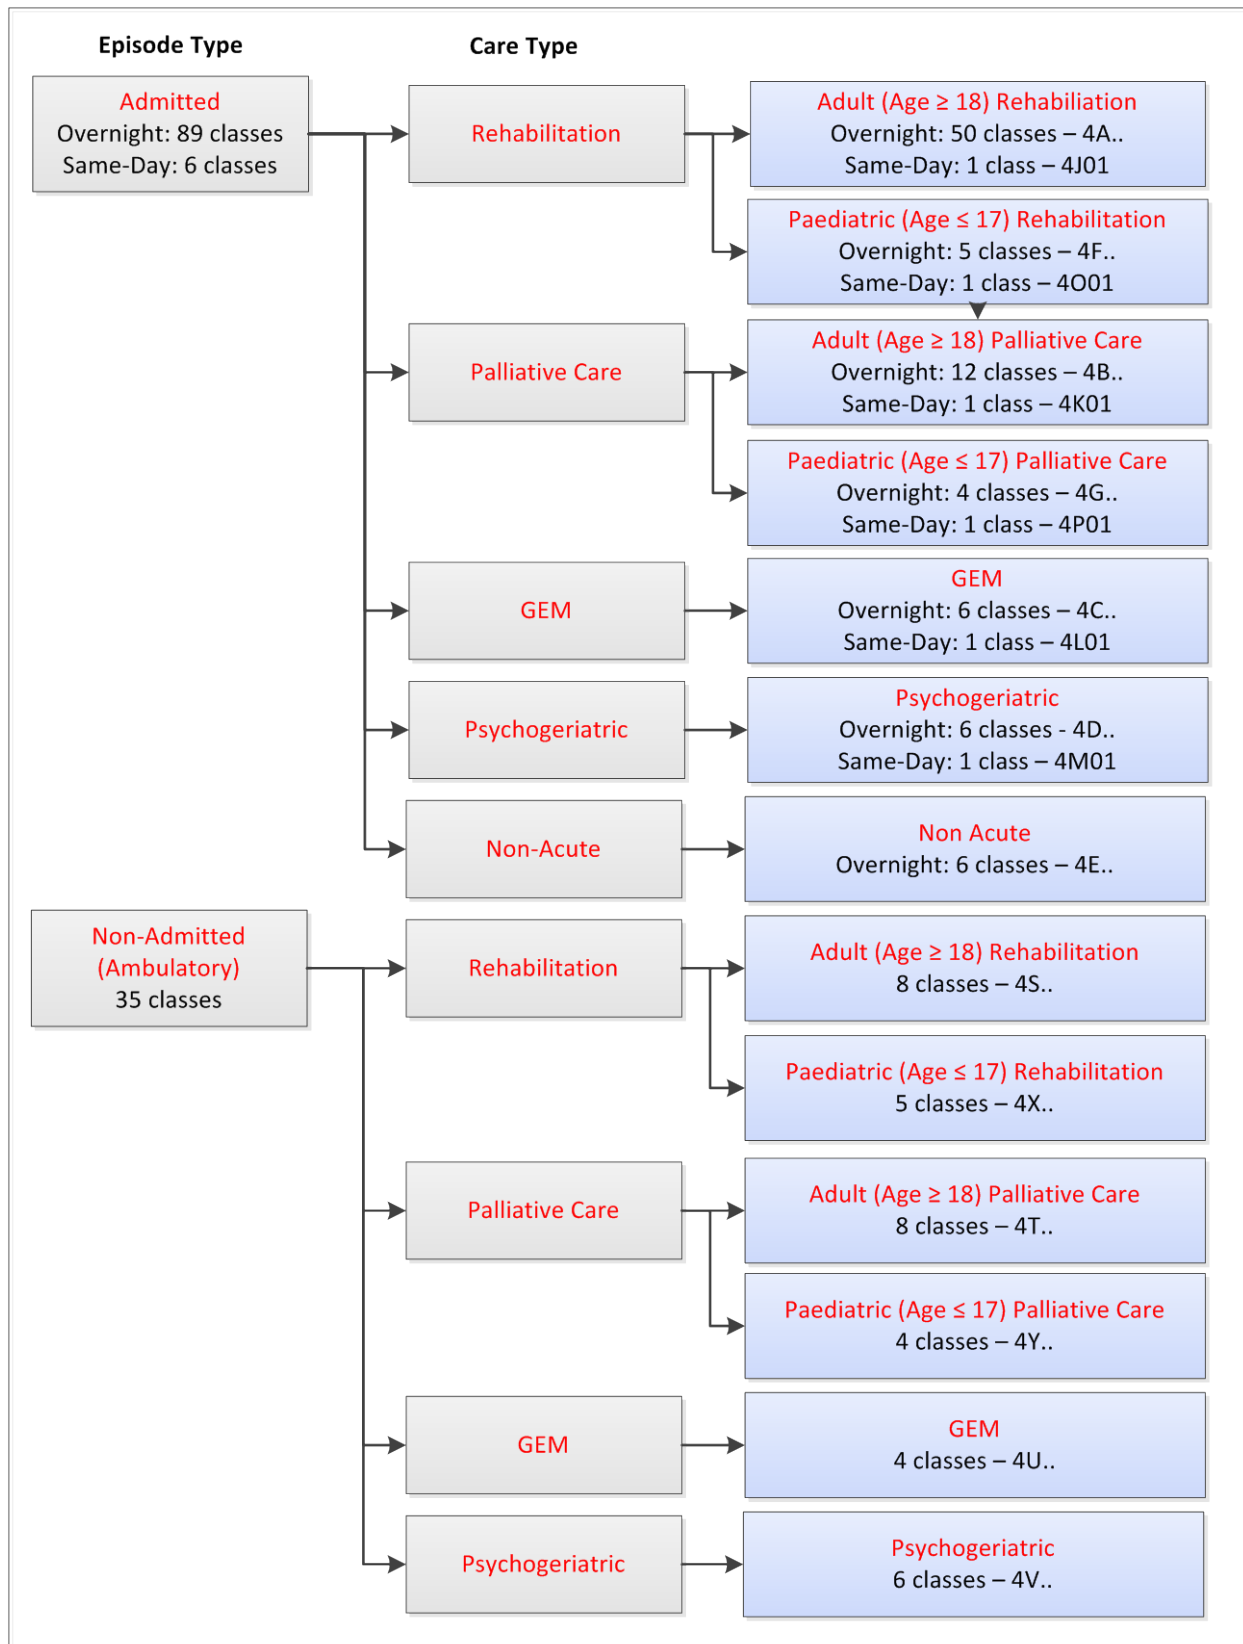 Episode Type
Care Type
Admitted
Overnight: 89 classes
Same-Day: 6 classes
Rehabilitation
Adult (Age ≥ 18) Rehabiliation
Overnight: 50 classes – 4A..
Same-Day: 1 class – 4J01
Paediatric (Age ≤ 17) Rehabilitation
Overnight: 5 classes – 4F..
Same-Day: 1 class – 4O01
Palliative Care
Adult (Age ≥ 18) Palliative Care
Overnight: 12 classes – 4B..
Same-Day: 1 class – 4K01
Paediatric (Age ≤ 17) Palliative Care
Overnight: 4 classes – 4G..
Same-Day: 1 class – 4P01
GEM
GEM
Overnight: 6 classes – 4C..
Same-Day: 1 class – 4L01
Psychogeriatric
Psychogeriatric
Overnight: 6 classes - 4D..
Same-Day: 1 class – 4M01
Non-Acute
Non Acute
Overnight: 6 classes – 4E..
Non-Admitted
(Ambulatory)
35 classes
Rehabilitation
Adult (Age ≥ 18) Rehabilitation
8 classes – 4S..
Paediatric (Age ≤ 17) Rehabilitation
5 classes – 4X..
Palliative Care
Adult (Age ≥ 18) Palliative Care
8 classes – 4T..
Paediatric (Age ≤ 17) Palliative Care
4 classes – 4Y..
GEM
GEM
4 classes – 4U..
Psychogeriatric
Psychogeriatric
6 classes – 4V..